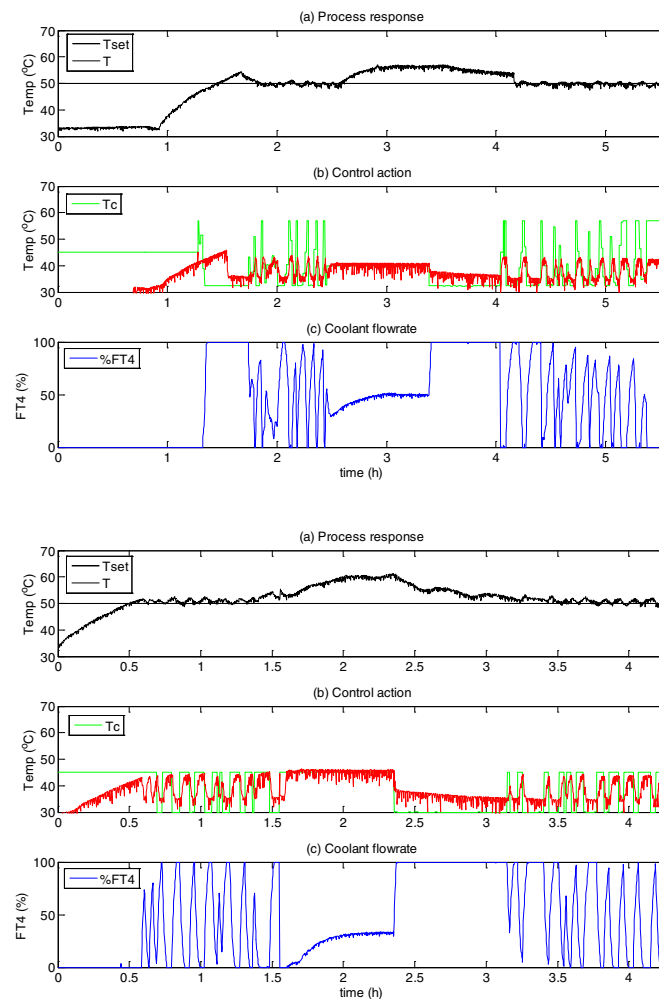 (a) Process response
Temp (°C)
70
60
50
40
30
Tset
T
0 1 2 3 4 5
(b) Control action
Temp (°C)
70
60
50
40
30
Tc
0 1 2 3 4 5
(c) Coolant flowrate
FT4 (%)
100
50
0
%FT4
0 1 2 3 4 5
time (h)
(a) Process response
Temp (°C)
70
60
50
40
30
Tset
T
0 0.5 1 1.5 2 2.5 3 3.5 4
(b) Control action
Temp (°C)
70
60
50
40
30
Tc
0 0.5 1 1.5 2 2.5 3 3.5 4
(c) Coolant flowrate
FT4 (%)
100
50
0
%FT4
0 0.5 1 1.5 2 2.5 3 3.5 4
time (h)